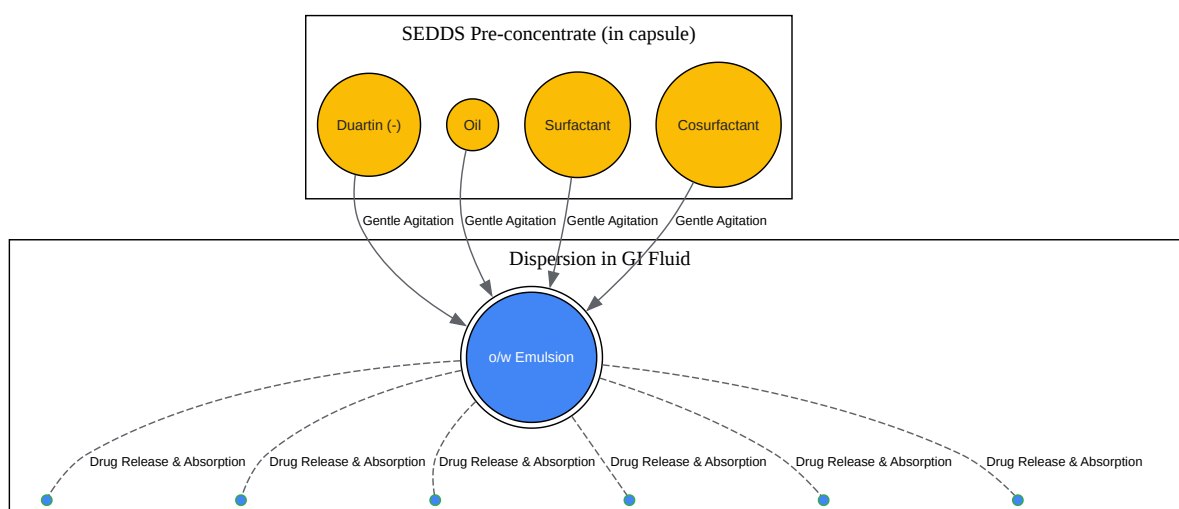 SEDDS Pre-concentrate (in capsule)
Duartin (-)
Oil
Surfactant
Cosurfactant
Gentle Agitation
Gentle Agitation
Gentle Agitation
Gentle Agitation
Dispersion in GI Fluid
o/w Emulsion
Drug Release & Absorption
Drug Release & Absorption
Drug Release & Absorption
Drug Release & Absorption
Drug Release & Absorption
Drug Release & Absorption